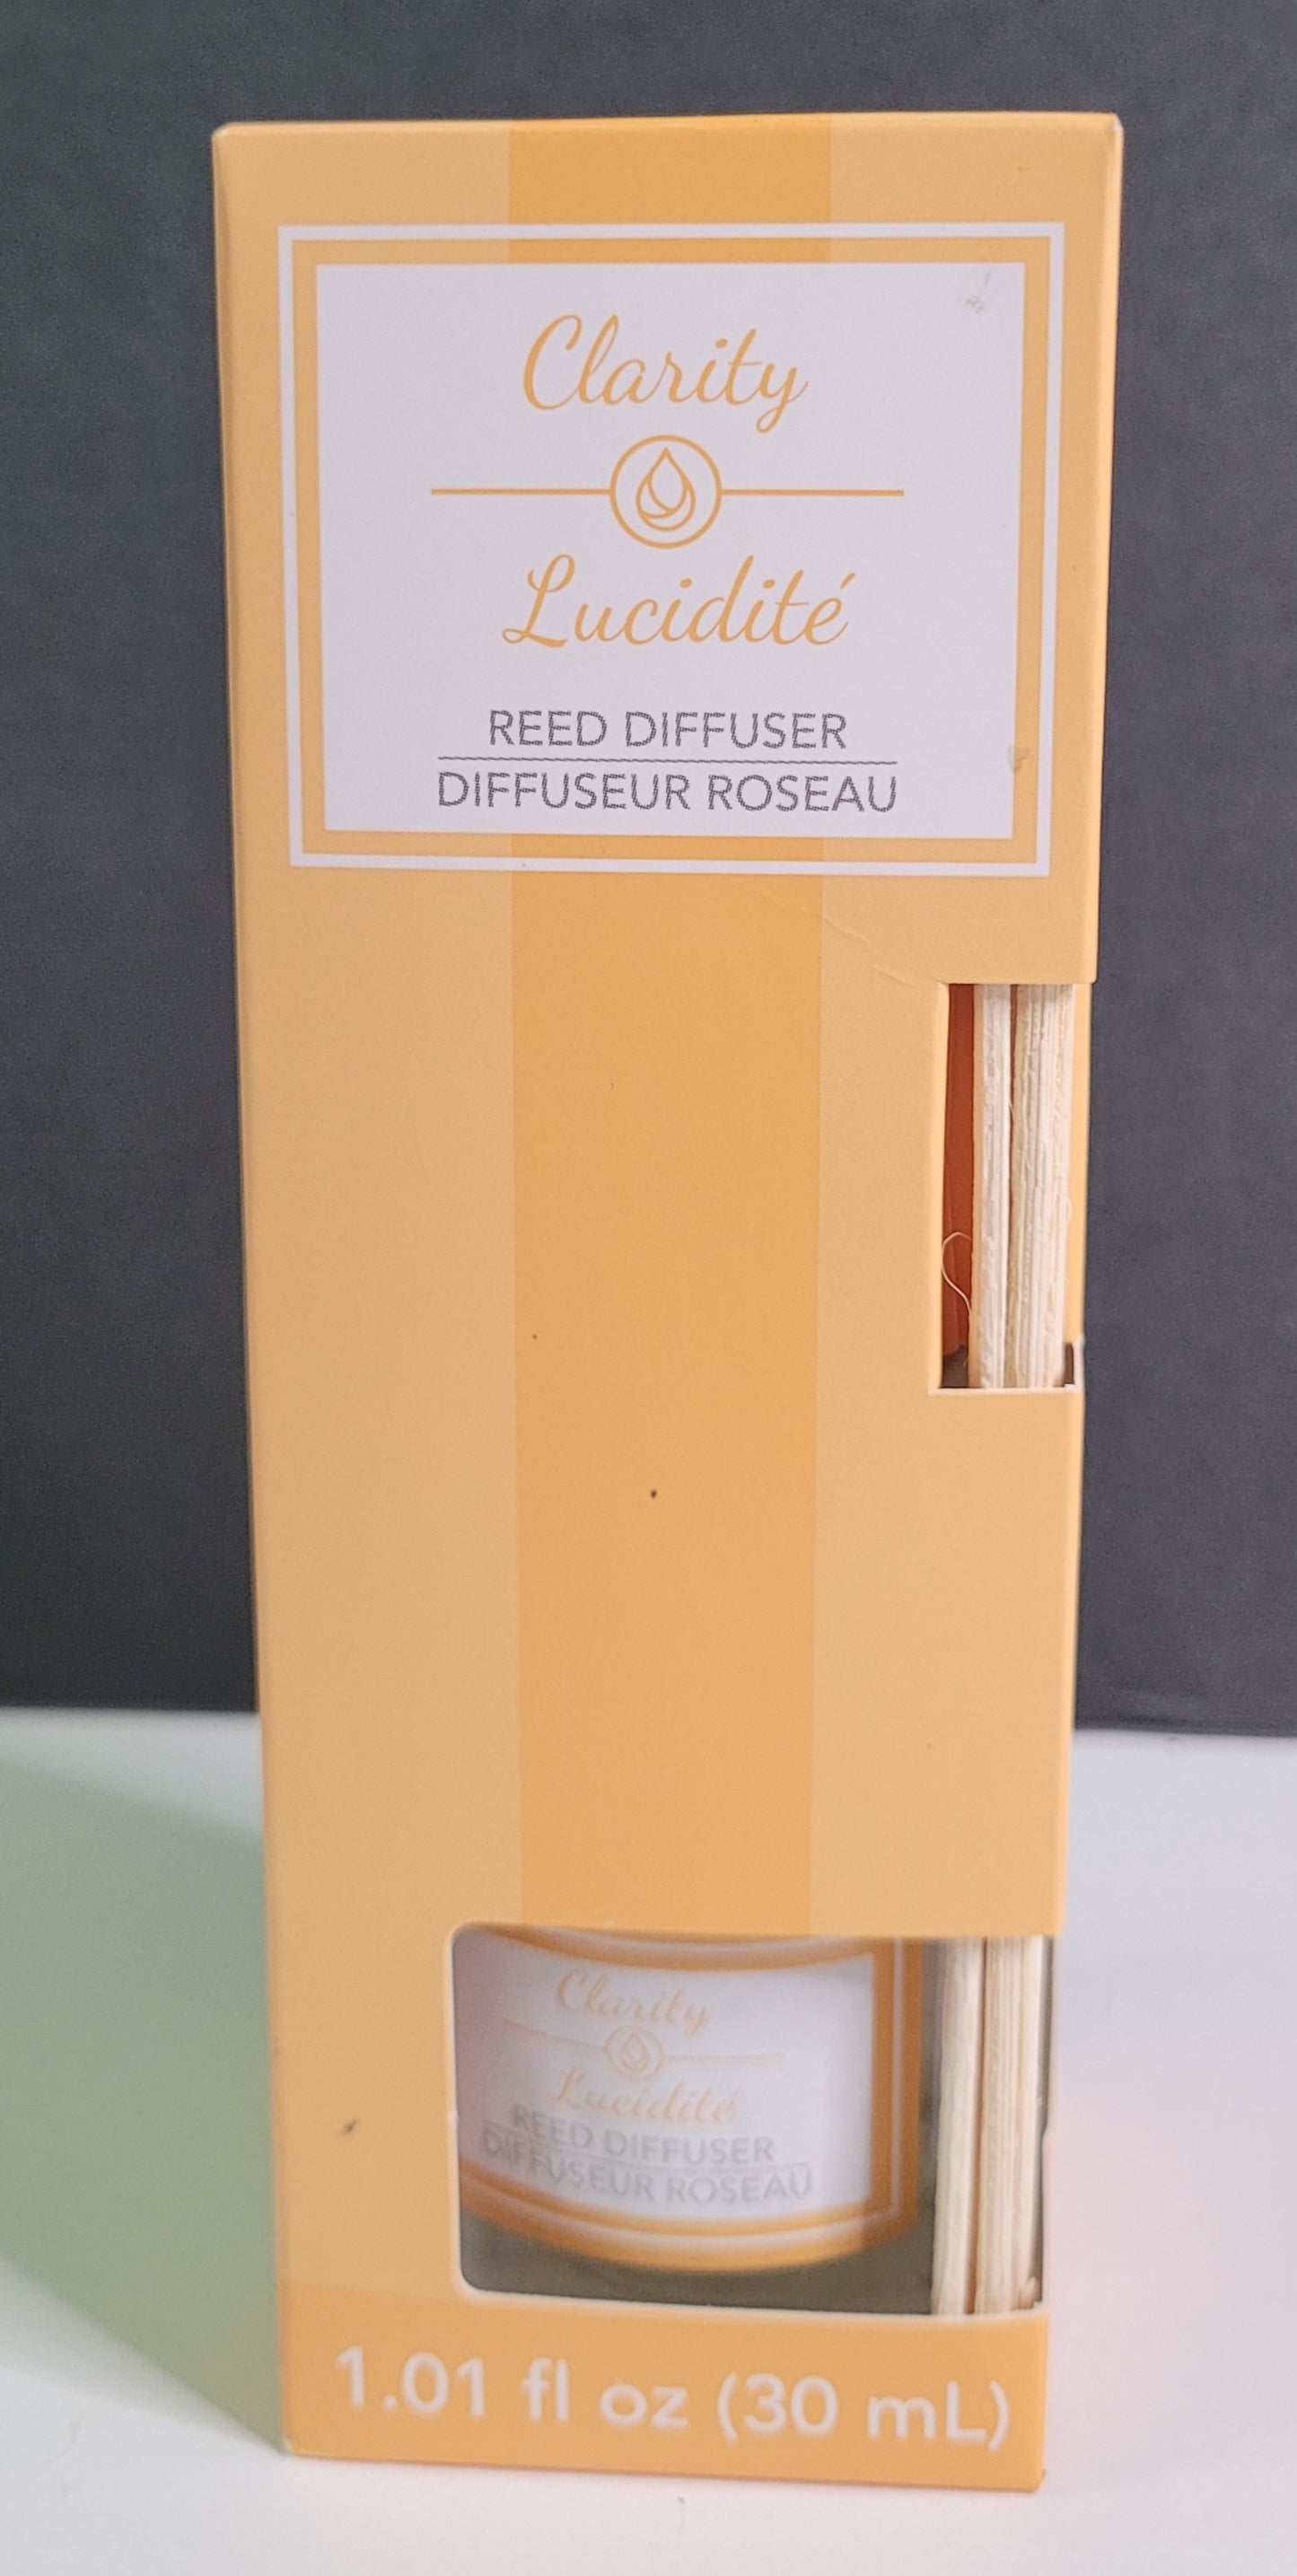 Clarity
Lucidité
REED DIFFUSER
DIFFUSEUR ROSEAU
Clarity
Lucidité
REED DIFFUSER
DIFFUSEUR ROSEAU
1.01 fl oz (30 mL)